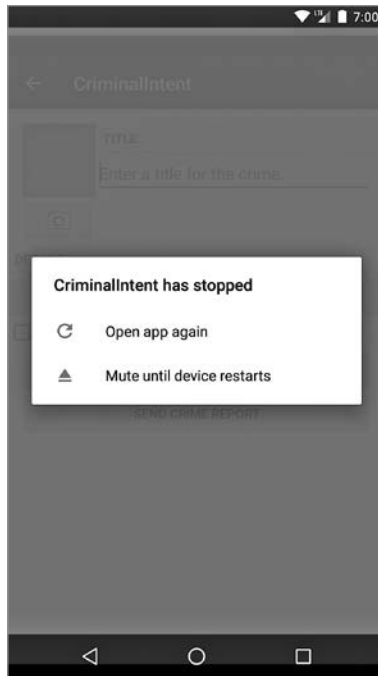 LTE 7:00
CriminalIntent
TITLE
Enter a title for the crime.
CriminalIntent has stopped
Open app again
Mute until device restarts
SEND CRIME REPORT